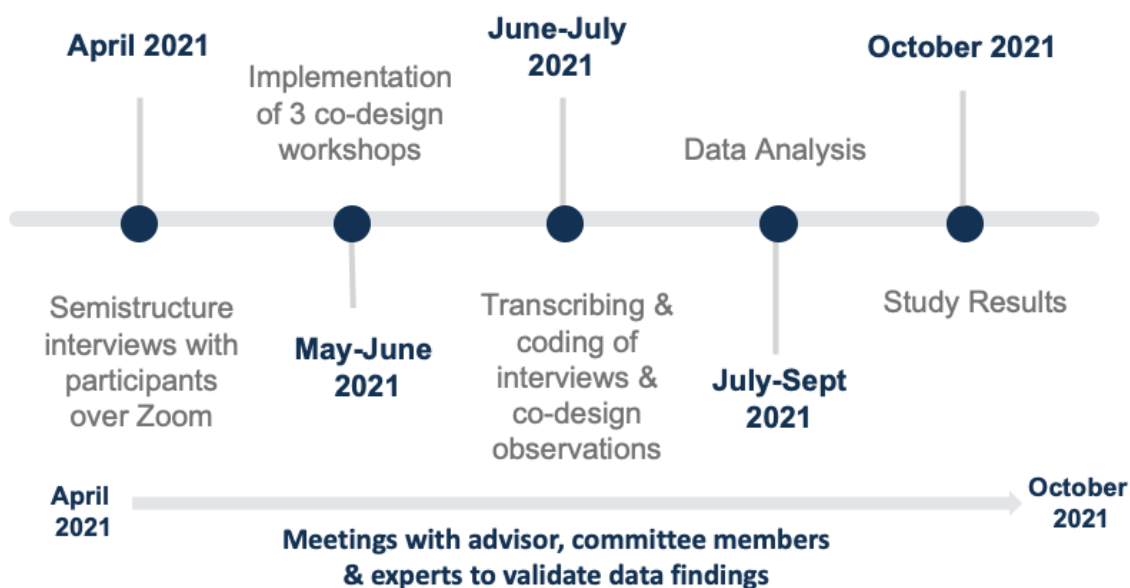 April 2021
Implementation
of 3 co-design
workshops
June-July
2021
Data Analysis
October 2021
Semistructure
interviews with
participants
over Zoom
May-June
2021
Transcribing &
coding of
interviews &
co-design
observations
July-Sept
2021
Study Results
April
2021
October
2021
Meetings with advisor, committee members
& experts to validate data findings